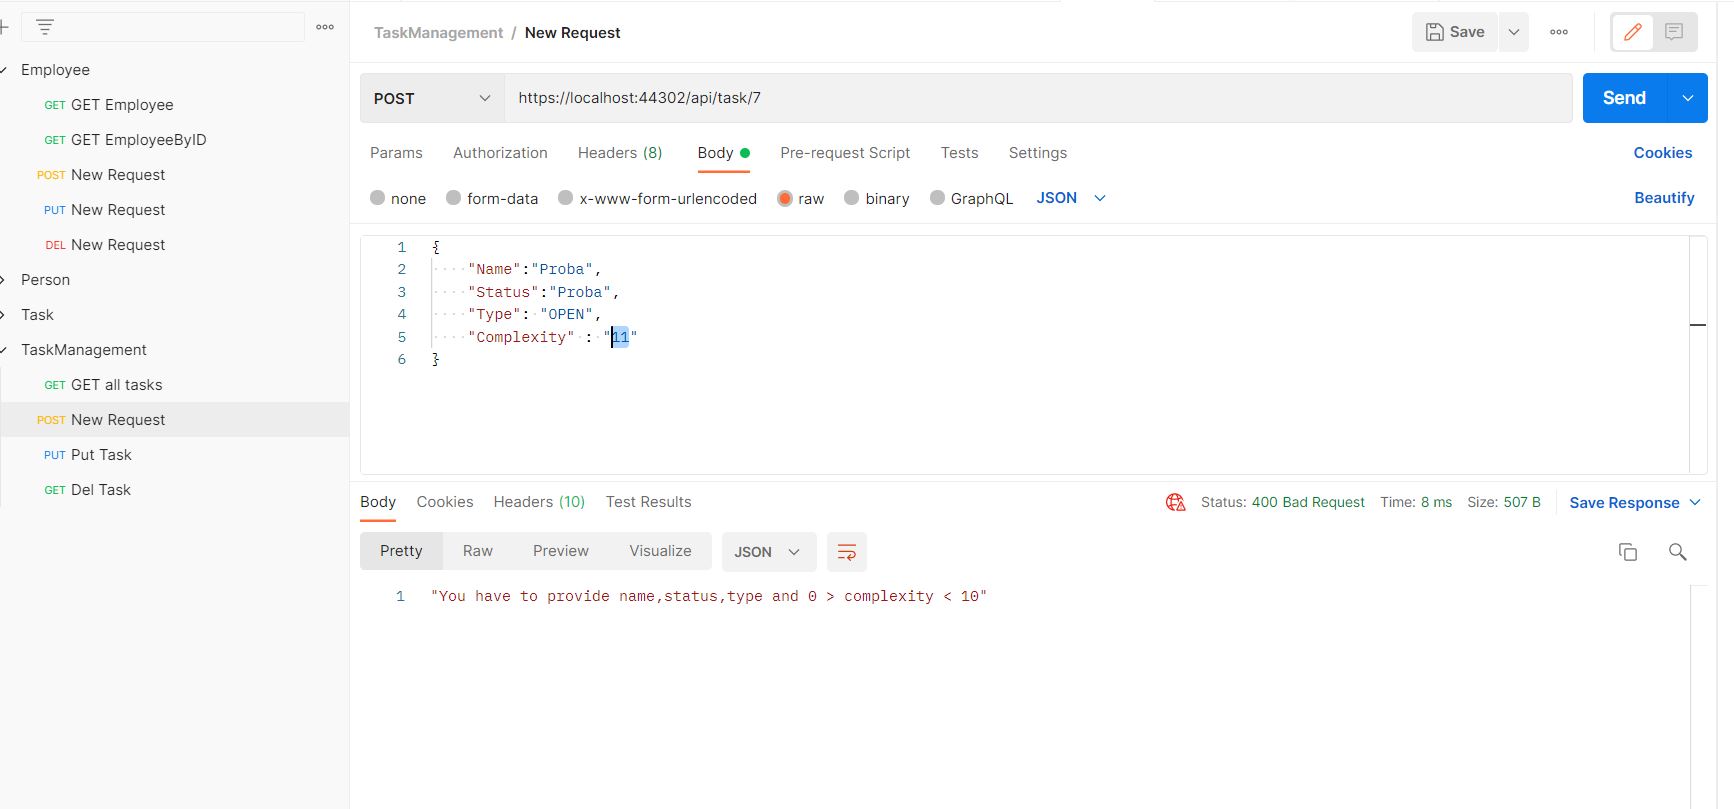 Employee
GET GET Employee
GET GET EmployeeByID
POST New Request
PUT New Request
DEL New Request
Person
Task
TaskManagement
GET GET all tasks
POST New Request
PUT Put Task
GET Del Task
TaskManagement / New Request
Save
POST https://localhost:44302/api/task/7
Send
Params Authorization Headers (8) Body Pre-request Script Tests Settings Cookies
none form-data x-www-form-urlencoded raw binary GraphQL JSON Beautify
1 {
2 "Name":"Proba",
3 "Status":"Proba",
4 "Type": "OPEN",
5 "Complexity" : "11"
6 }
Body Cookies Headers (10) Test Results Status: 400 Bad Request Time: 8 ms Size: 507 B Save Response
Pretty Raw Preview Visualize JSON
1 "You have to provide name,status,type and 0 > complexity < 10"